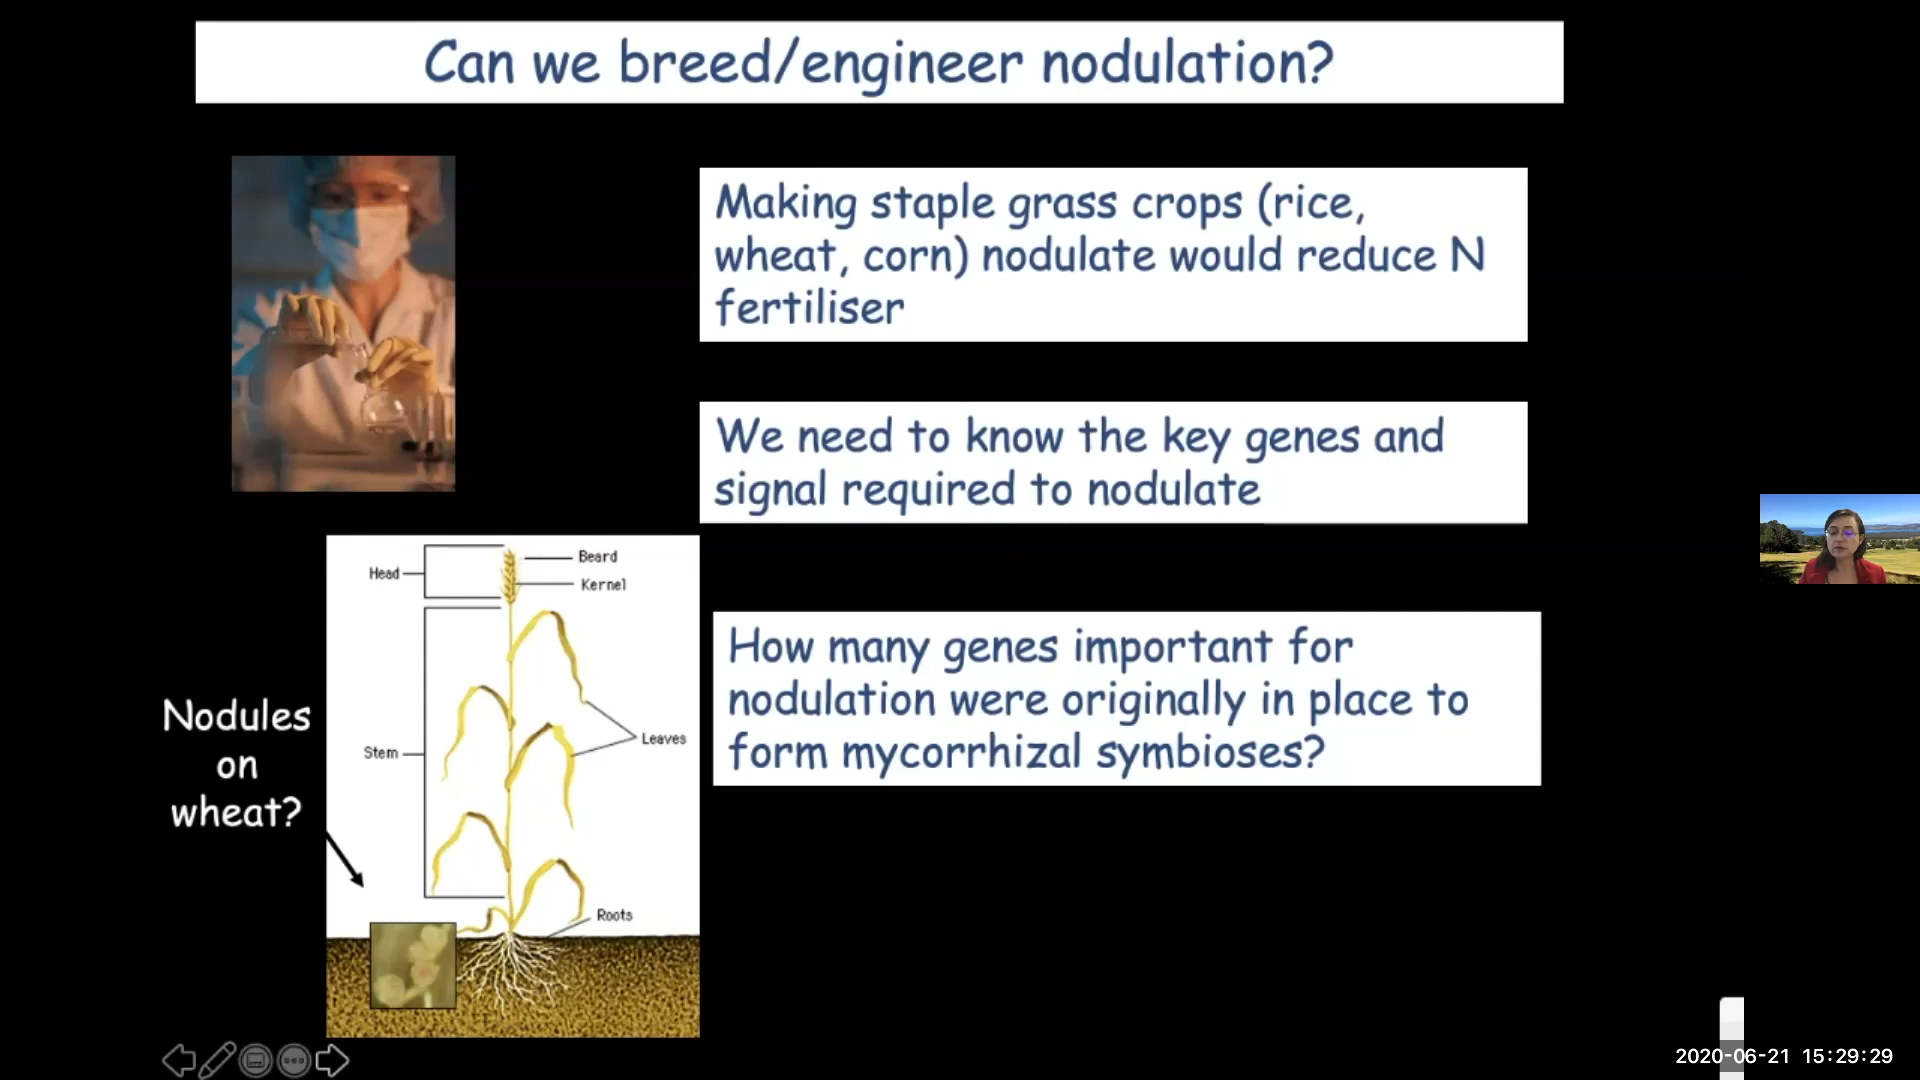 Can we breed/engineer nodulation?
Making staple grass crops (rice,
wheat, corn) nodulate would reduce N
fertiliser
We need to know the key genes and
signal required to nodulate
How many genes important for
nodulation were originally in place to
form mycorrhizal symbioses?
Nodules
on
wheat?
Head
Beard
Kernel
Stem
Leaves
Roots
2020-06-21 15:29:29